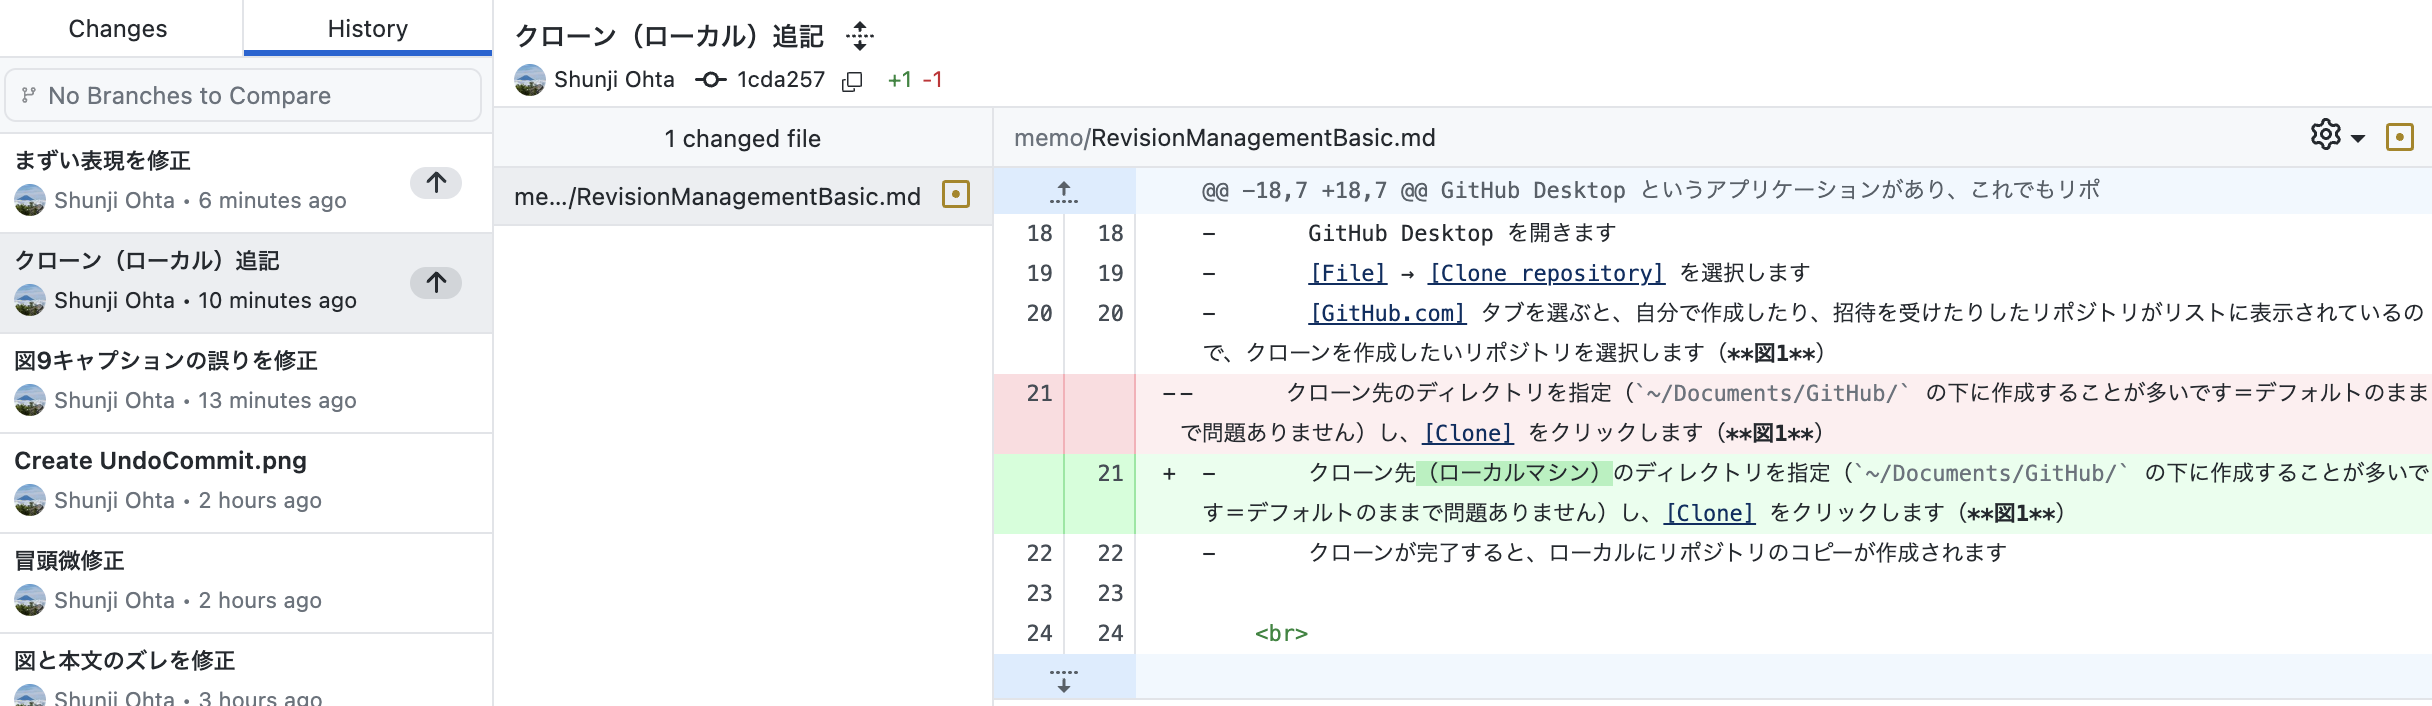 Changes
History
No Branches to Compare
まずい表現を修正
Shunji Ohta • 6 minutes ago
クローン（ローカル）追記
Shunji Ohta • 10 minutes ago
図9キャプションの誤りを修正
Shunji Ohta • 13 minutes ago
Create UndoCommit.png
Shunji Ohta • 2 hours ago
冒頭微修正
Shunji Ohta • 2 hours ago
図と本文のズレを修正
Shunji Ohta • 3 hours ago
クローン（ローカル）追記
Shunji Ohta 1cda257 +1 -1
1 changed file
me.../RevisionManagementBasic.md
memo/RevisionManagementBasic.md
@@ -18,7 +18,7 @@ GitHub Desktop というアプリケーションがあり、これでもリポ
18 18 - GitHub Desktop を開きます
19 19 - [File] → [Clone repository] を選択します
20 20 - [GitHub.com] タブを選ぶと、自分で作成したり、招待を受けたりしたリポジトリがリストに表示されているの
で、クローンを作成したいリポジトリを選択します（**図1**）
21 -- クローン先のディレクトリを指定（`~/Documents/GitHub/` の下に作成することが多いです＝デフォルトのまま
で問題ありません）し、[Clone] をクリックします（**図1**）
21 + - クローン先（ローカルマシン）のディレクトリを指定（`~/Documents/GitHub/` の下に作成することが多いで
す＝デフォルトのままで問題ありません）し、[Clone] をクリックします（**図1**）
22 22 - クローンが完了すると、ローカルにリポジトリのコピーが作成されます
23 23
24 24 <br>